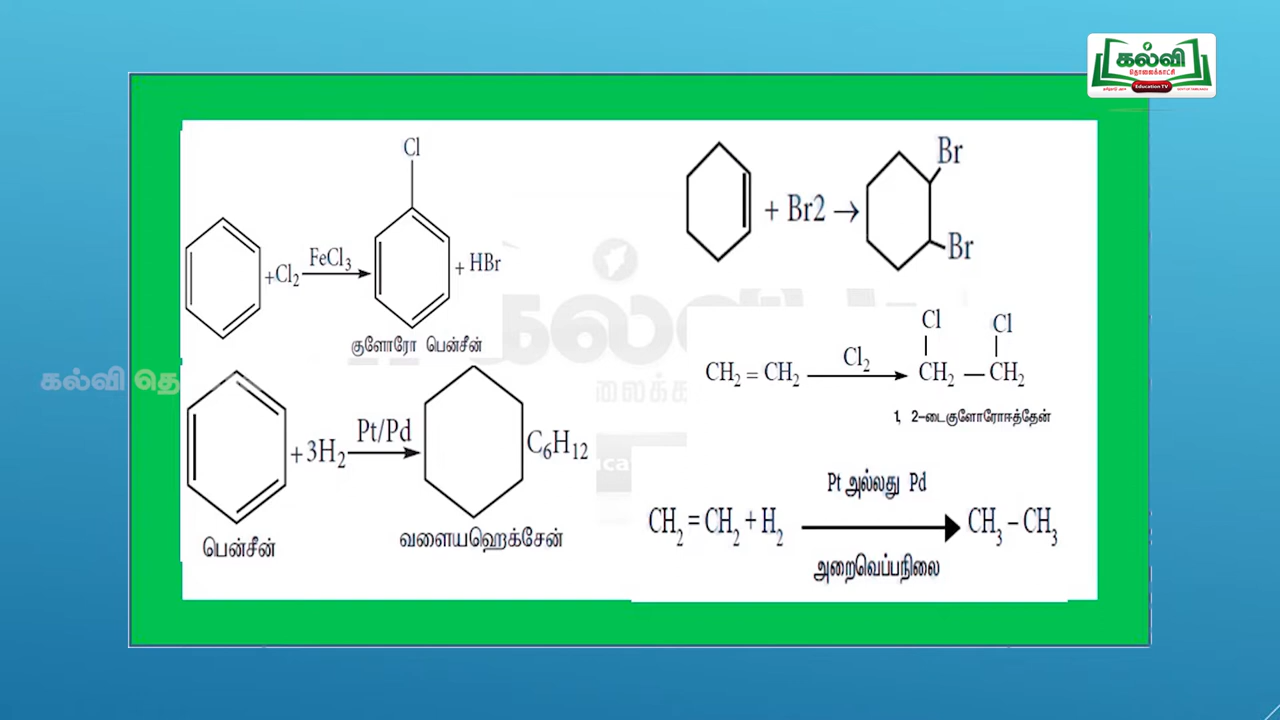 கல்வி
தொலைக்காட்சி
Education TV
Cl
+Cl₂
FeCl₃
+ HBr
குளோரோ பென்சீன்
+ Br2 →
Br
Br
CH₂ = CH₂
Cl₂
Cl
Cl
CH₂ — CH₂
1, 2-டைகுளோரோஈத்தேன்
+ 3H₂
Pt/Pd
C₆H₁₂
பென்சீன்
வளையஹெக்சேன்
Pt அல்லது Pd
CH₂ = CH₂ + H₂
CH₃ – CH₃
அறைவெப்பநிலை